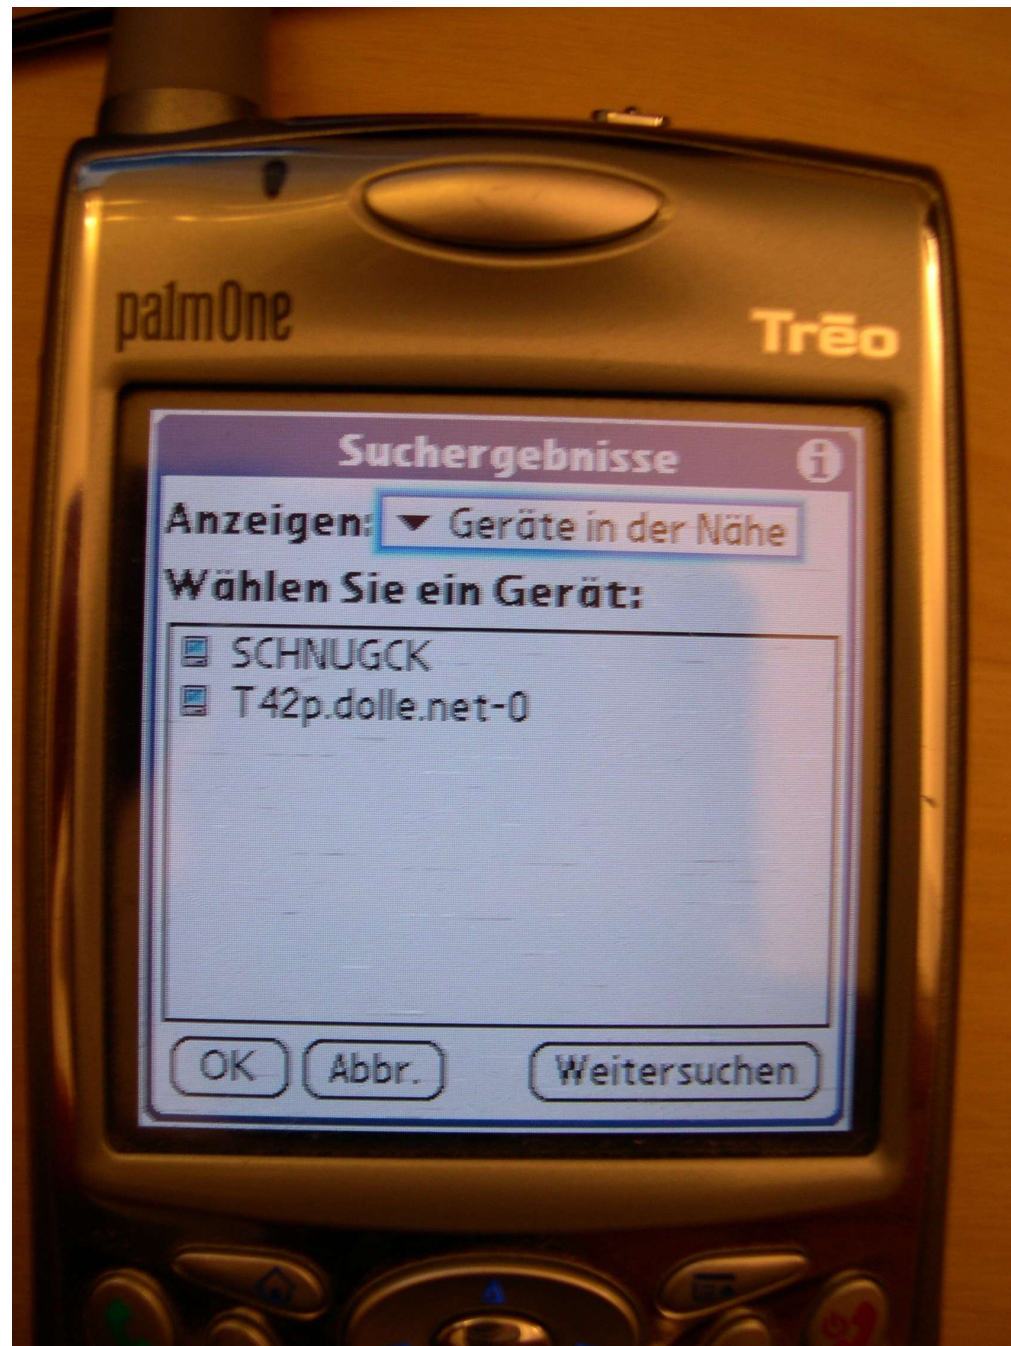 palmOne
Trēo
Suchergebnisse
Anzeigen: Geräte in der Nähe
Wählen Sie ein Gerät:
SCHNUGCK
T42p.dolle.net-0
OK Abbr. Weitersuchen